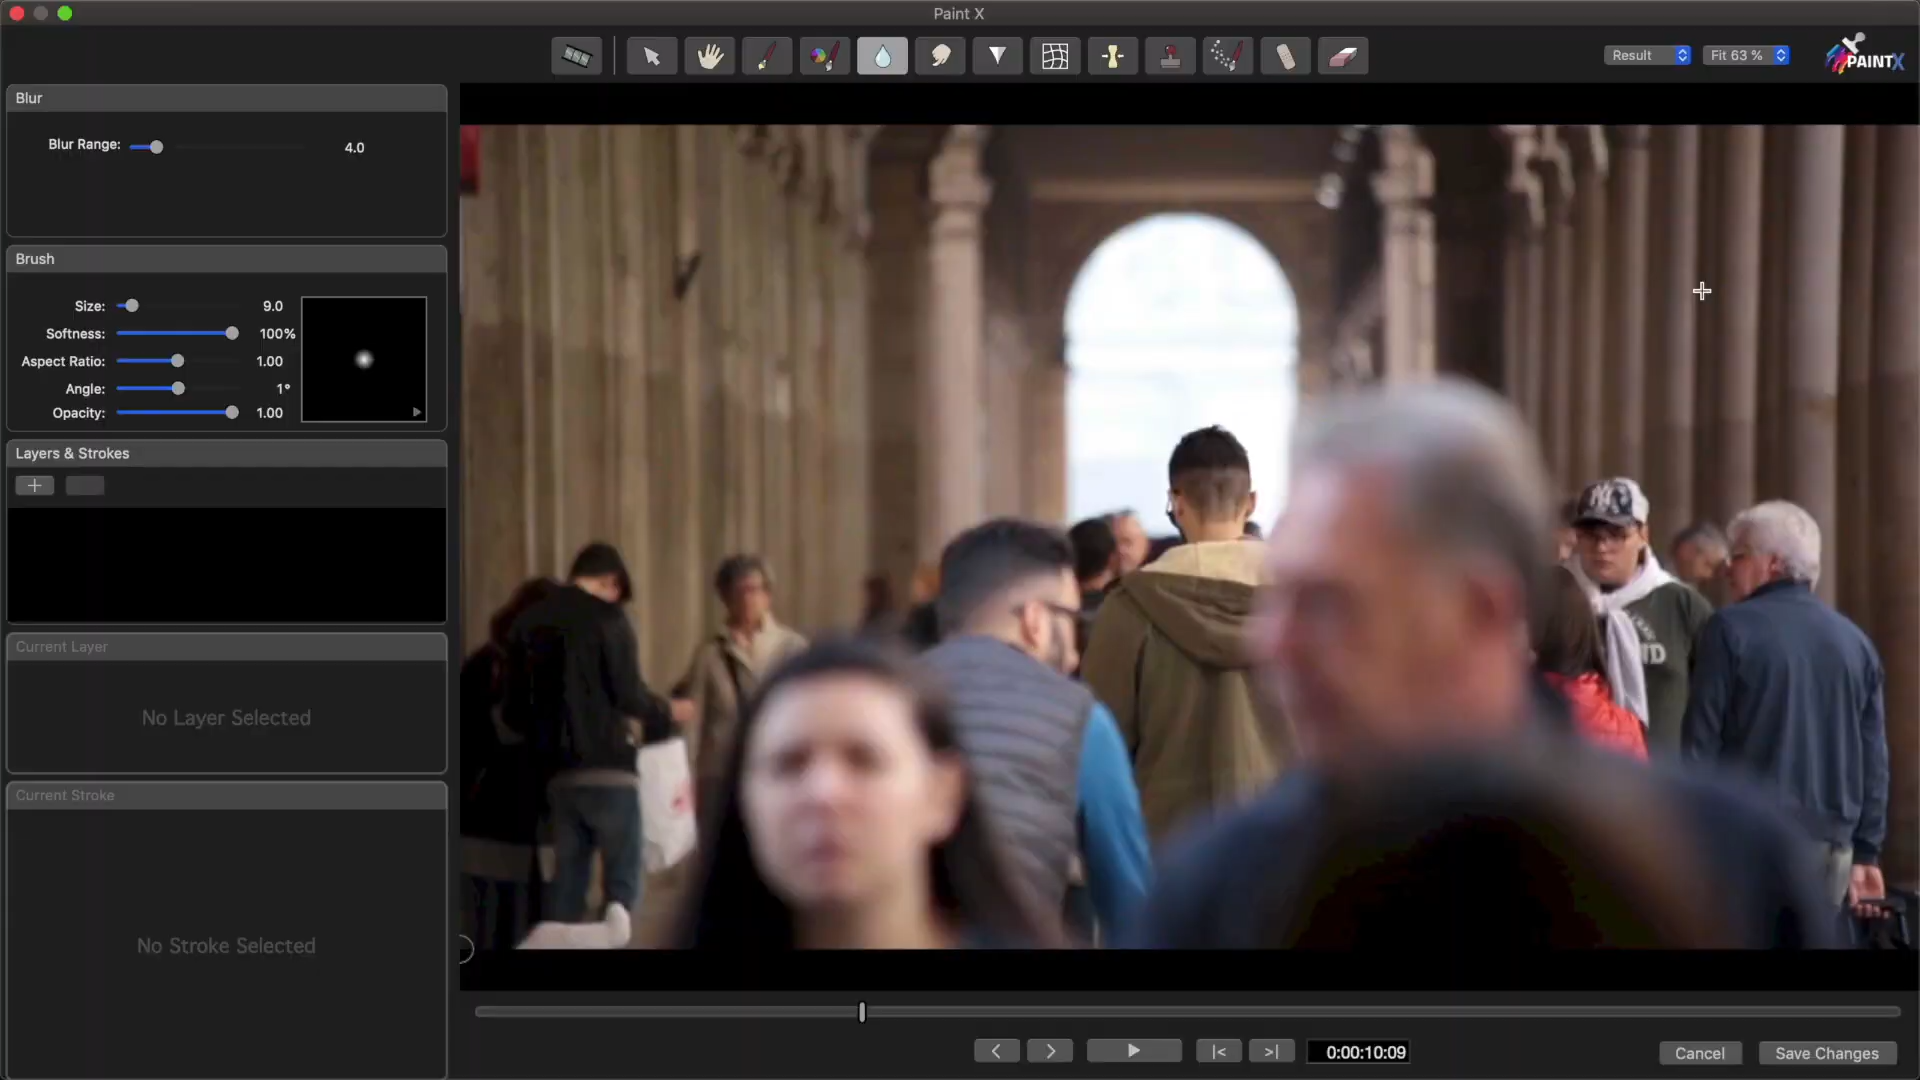 Paint X
Result
Fit 63 %
PAINTX
Blur
Blur Range:
4.0
Brush
Size:
9.0
Softness:
100%
Aspect Ratio:
1.00
Angle:
1°
Opacity:
1.00
Layers & Strokes
Current Layer
No Layer Selected
Current Stroke
No Stroke Selected
NY
0:00:10:09
Cancel
Save Changes